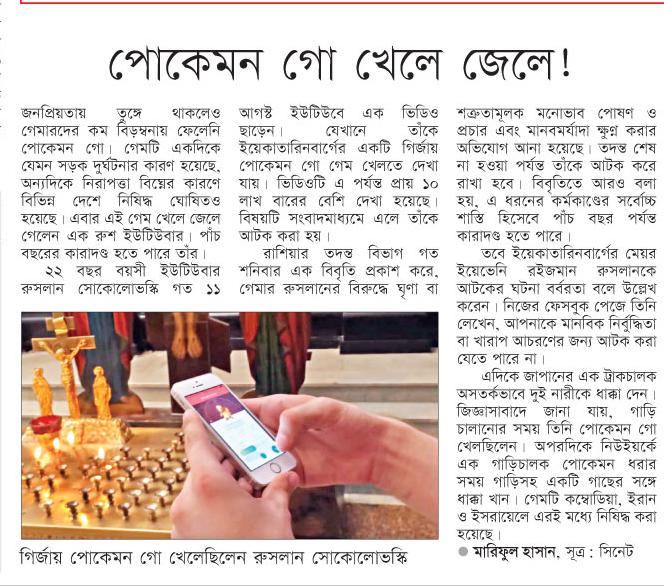 পোকেমন গো খেলে জেলে!
জনপ্রিয়তায় তুঙ্গে থাকলেও
গেমারদের কম বিড়ম্বনায় ফেলেনি
পোকেমন গো। গেমটি একদিকে
যেমন সড়ক দুর্ঘটনার কারণ হয়েছে,
অন্যদিকে নিরাপত্তা বিঘ্নের কারণে
বিভিন্ন দেশে নিষিদ্ধ ঘোষিতও
হয়েছে। এবার এই গেম খেলে জেলে
গেলেন এক রুশ ইউটিউবার। পাঁচ
বছরের কারাদণ্ড হতে পারে তাঁর।
২২ বছর বয়সী ইউটিউবার
রুসলান সোকোলোভস্কি গত ১১
আগস্ট ইউটিউবে এক ভিডিও
ছাড়েন। যেখানে তাঁকে
ইয়েকাতারিনবার্গের একটি গির্জায়
পোকেমন গো গেম খেলতে দেখা
যায়। ভিডিওটি এ পর্যন্ত প্রায় ১০
লাখ বারের বেশি দেখা হয়েছে।
বিষয়টি সংবাদমাধ্যমে এলে তাঁকে
আটক করা হয়।
রাশিয়ার তদন্ত বিভাগ গত
শনিবার এক বিবৃতি প্রকাশ করে,
গেমার রুসলানের বিরুদ্ধে ঘৃণা বা
শত্রুতামূলক মনোভাব পোষণ ও
প্রচার এবং মানবমর্যাদা ক্ষুণ্ন করার
অভিযোগ আনা হয়েছে। তদন্ত শেষ
না হওয়া পর্যন্ত তাঁকে আটক করে
রাখা হবে। বিবৃতিতে আরও বলা
হয়, এ ধরনের কর্মকাণ্ডের সর্বোচ্চ
শাস্তি হিসেবে পাঁচ বছর পর্যন্ত
কারাদণ্ড হতে পারে।
তবে ইয়েকাতারিনবার্গের মেয়র
ইয়েভেনি রইজমান রুসলানকে
আটকের ঘটনা বর্বরতা বলে উল্লেখ
করেন। নিজের ফেসবুক পেজে তিনি
লেখেন, আপনাকে মানবিক নির্বুদ্ধিতা
বা খারাপ আচরণের জন্য আটক করা
যেতে পারে না।
এদিকে জাপানের এক ট্রাকচালক
অসতর্কভাবে দুই নারীকে ধাক্কা দেন।
জিজ্ঞাসাবাদে জানা যায়, গাড়ি
চালানোর সময় তিনি পোকেমন গো
খেলছিলেন। অপরদিকে নিউইয়র্কে
এক গাড়িচালক পোকেমন ধরার
সময় গাড়িসহ একটি গাছের সঙ্গে
ধাক্কা খান। গেমটি কম্বোডিয়া, ইরান
ও ইসরায়েলে এরই মধ্যে নিষিদ্ধ করা
হয়েছে।
● মারিফুল হাসান, সূত্র : সিনেট
গির্জায় পোকেমন গো খেলেছিলেন রুসলান সোকোলোভস্কি